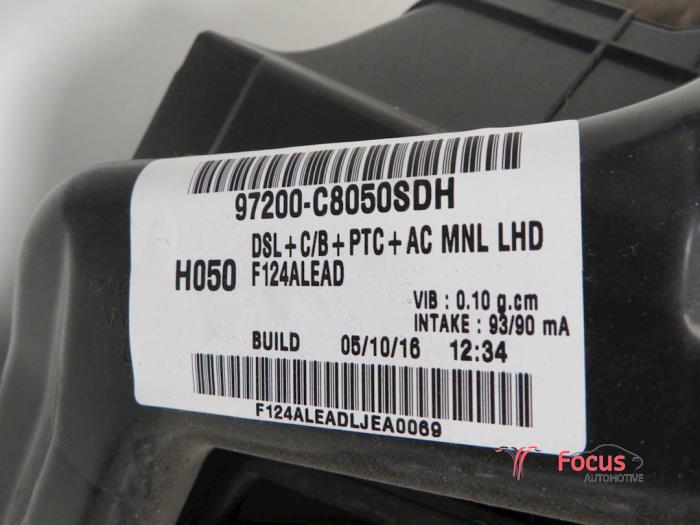 97200-C8050SDH
DSL+C/B+PTC+AC MNL LHD
H050 F124ALEAD
VIB : 0.10 g.cm
INTAKE : 93/90 mA
BUILD 05/10/16 12:34
F124ALEADLJEA0069
Focus
AUTOMOTIVE